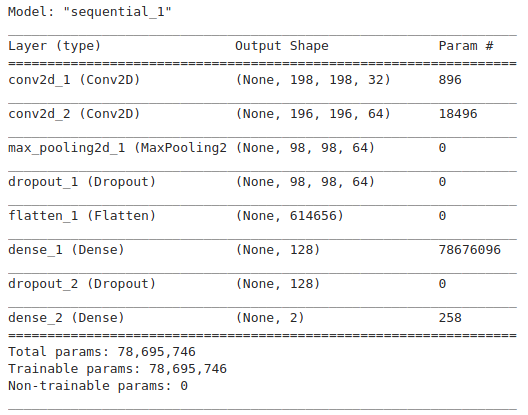 Model: "sequential_1"
Layer (type) Output Shape Param #
conv2d_1 (Conv2D) (None, 198, 198, 32) 896
conv2d_2 (Conv2D) (None, 196, 196, 64) 18496
max_pooling2d_1 (MaxPooling2 (None, 98, 98, 64) 0
dropout_1 (Dropout) (None, 98, 98, 64) 0
flatten_1 (Flatten) (None, 614656) 0
dense_1 (Dense) (None, 128) 78676096
dropout_2 (Dropout) (None, 128) 0
dense_2 (Dense) (None, 2) 258
Total params: 78,695,746
Trainable params: 78,695,746
Non-trainable params: 0